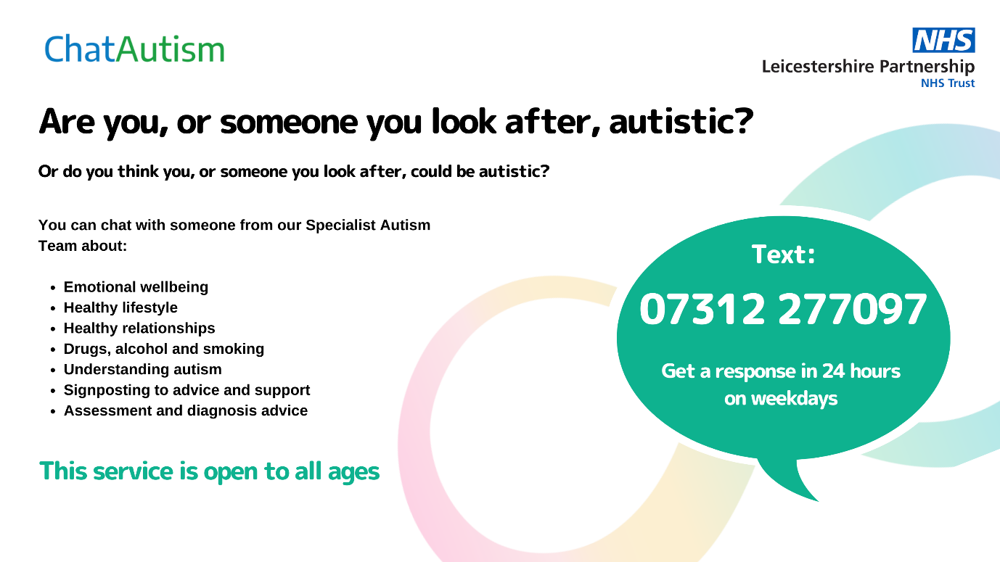 ChatAutism
NHS
Leicestershire Partnership
NHS Trust
Are you, or someone you look after, autistic?
Or do you think you, or someone you look after, could be autistic?
You can chat with someone from our Specialist Autism
Team about:
• Emotional wellbeing
• Healthy lifestyle
• Healthy relationships
• Drugs, alcohol and smoking
• Understanding autism
• Signposting to advice and support
• Assessment and diagnosis advice
This service is open to all ages
Text:
07312 277097
Get a response in 24 hours
on weekdays